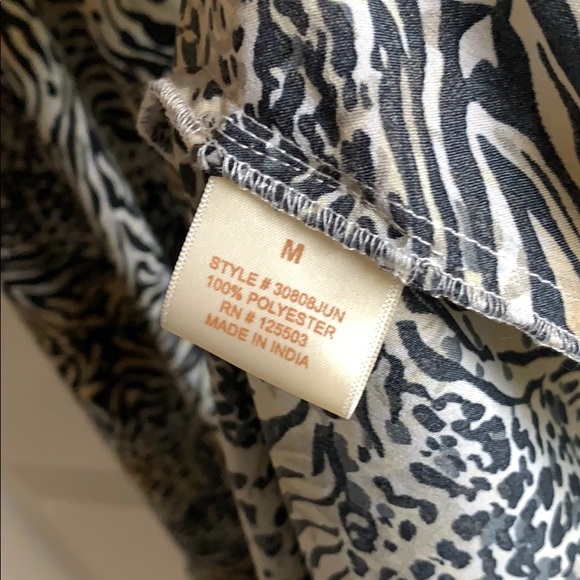 M
STYLE # 30808JUN
100% POLYESTER
RN # 125503
MADE IN INDIA